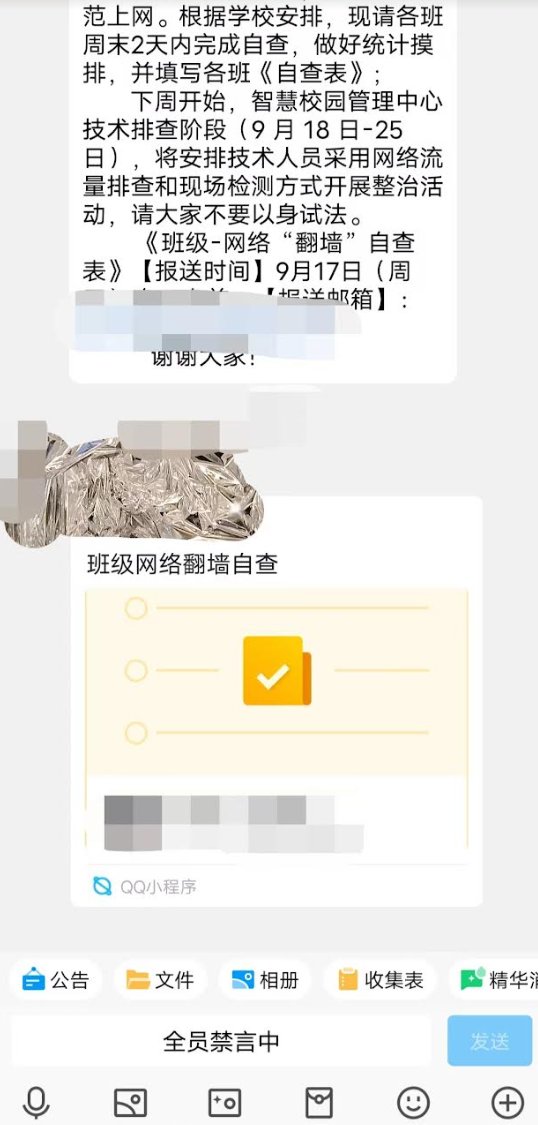 范上网。根据学校安排，现请各班
周末2天内完成自查，做好统计摸
排，并填写各班《自查表》；
下周开始，智慧校园管理中心
技术排查阶段（9 月 18 日-25
日），将安排技术人员采用网络流
量排查和现场检测方式开展整治活
动，请大家不要以身试法。
《班级-网络“翻墙”自查
表》【报送时间】9月17日（周
【报送邮箱】：
谢谢大家！
班级网络翻墙自查
QQ小程序
公告 文件 相册 收集表 精华消
全员禁言中 发送